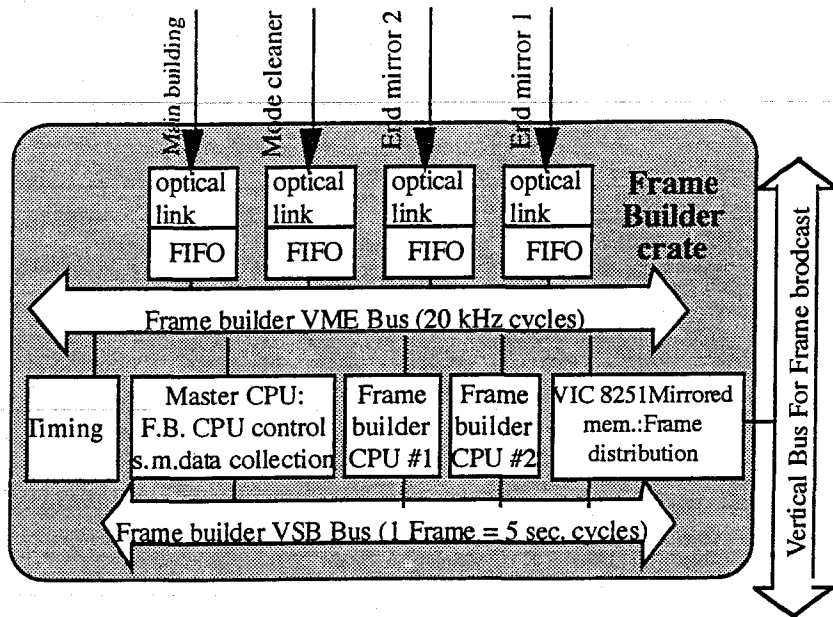 Main building
Mode cleaner
End mirror 2
End mirror 1
optical
link
FIFO
optical
link
FIFO
optical
link
FIFO
optical
link
FIFO
Frame
Builder
crate
Frame builder VME Bus (20 kHz cycles)
Timing
Master CPU:
F.B. CPU control
s.m.data collection
Frame
builder
CPU #1
Frame
builder
CPU #2
VIC 8251Mirrored
mem.:Frame
distribution
Frame builder VSB Bus (1 Frame = 5 sec. cycles)
Vertical Bus For Frame brodcast